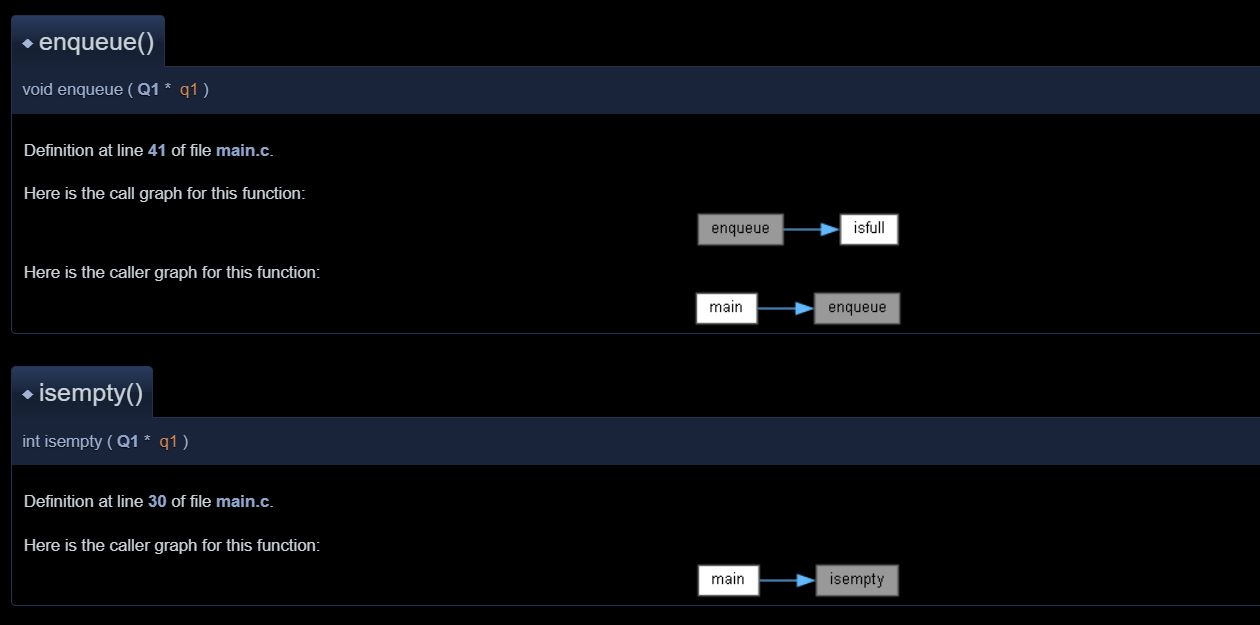 ◆ enqueue()
void enqueue ( Q1 * q1 )
Definition at line 41 of file main.c.
Here is the call graph for this function:
enqueue isfull
Here is the caller graph for this function:
main enqueue
◆ isempty()
int isempty ( Q1 * q1 )
Definition at line 30 of file main.c.
Here is the caller graph for this function:
main isempty